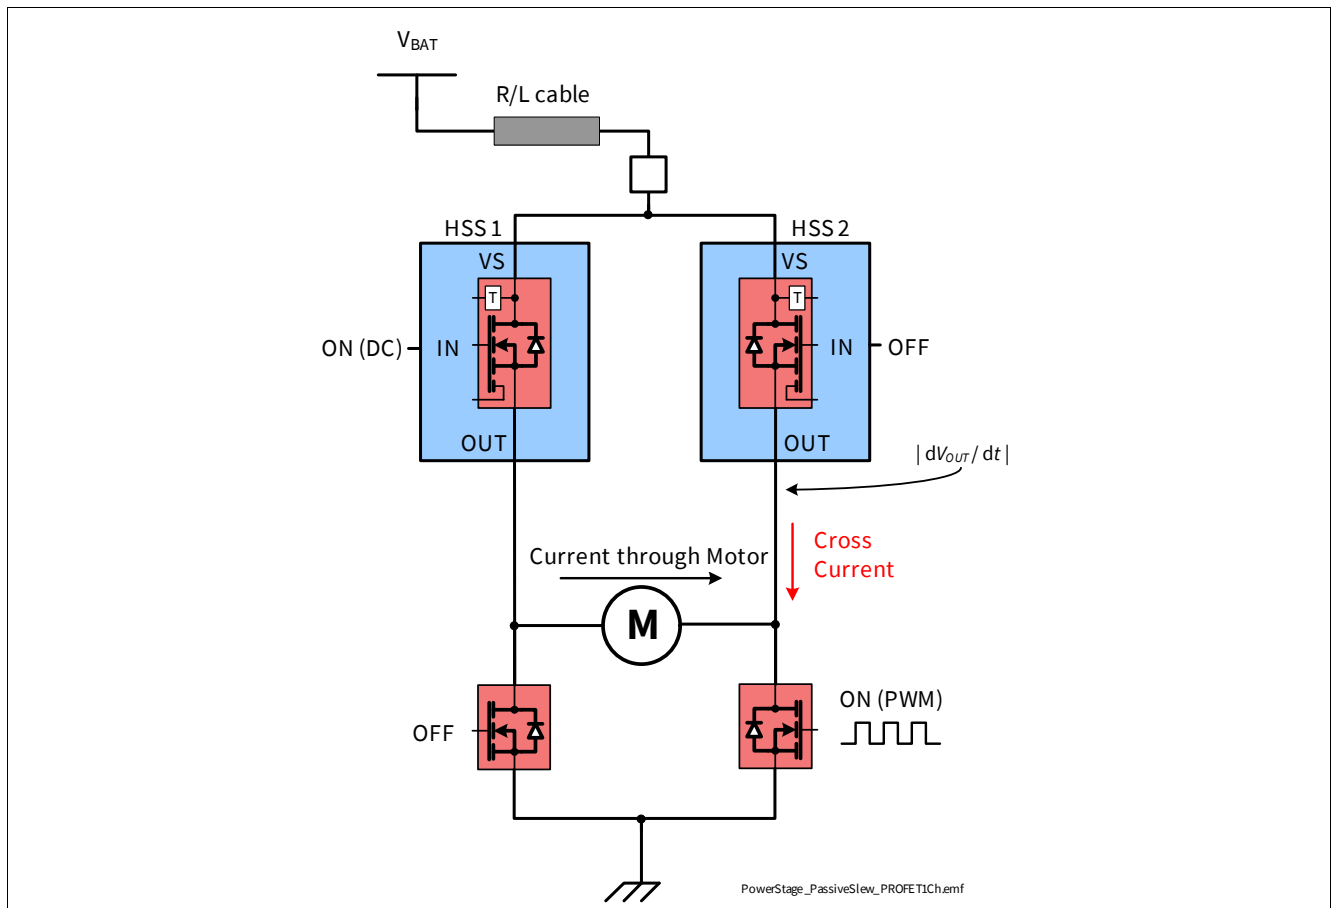 VBAT
R/L cable
HSS 1
HSS 2
VS
VS
T
T
ON (DC)
IN
IN
OFF
OUT
OUT
| dVOUT / dt |
Cross
Current
Current through Motor
M
ON (PWM)
OFF
PowerStage_PassiveSlew_PROFET1Ch.emf